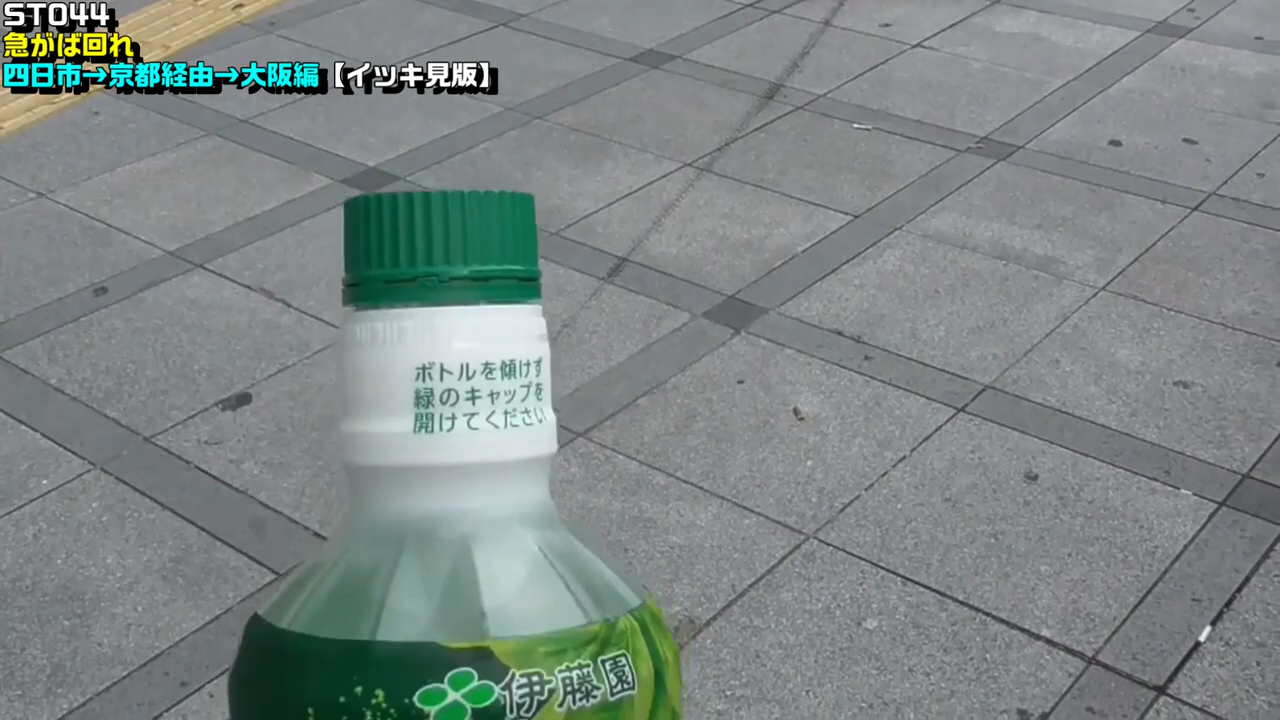 ST044
急がば回れ
四日市→京都経由→大阪編【イツキ見版】
ボトルを傾けず
緑のキャップを
開けてください
伊藤園